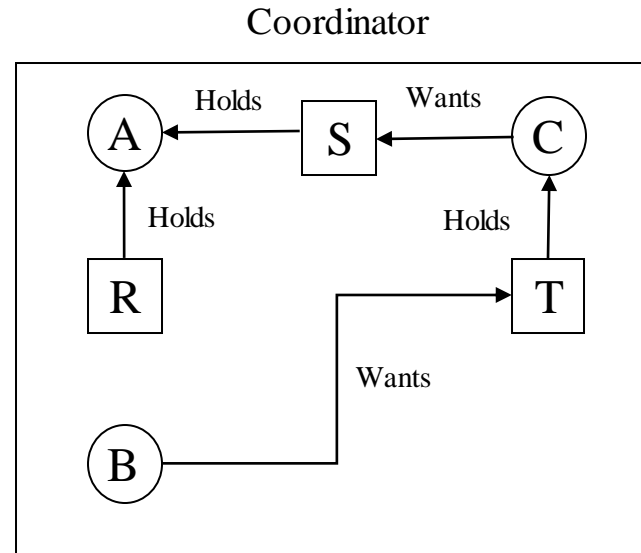 Coordinator
Holds
Wants
A
S
C
Holds
Holds
R
T
Wants
B